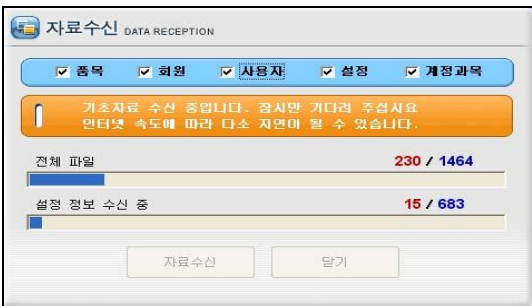 자료수신 DATA RECEPTION
품목 회원 사용자 설정 계정과목
기초자료 수신 중입니다. 잠시만 기다려 주십시요
인터넷 속도에 따라 다소 지연이 될 수 있습니다.
전체 파일 230 / 1464
설정 정보 수신 중 15 / 683
자료수신 닫기